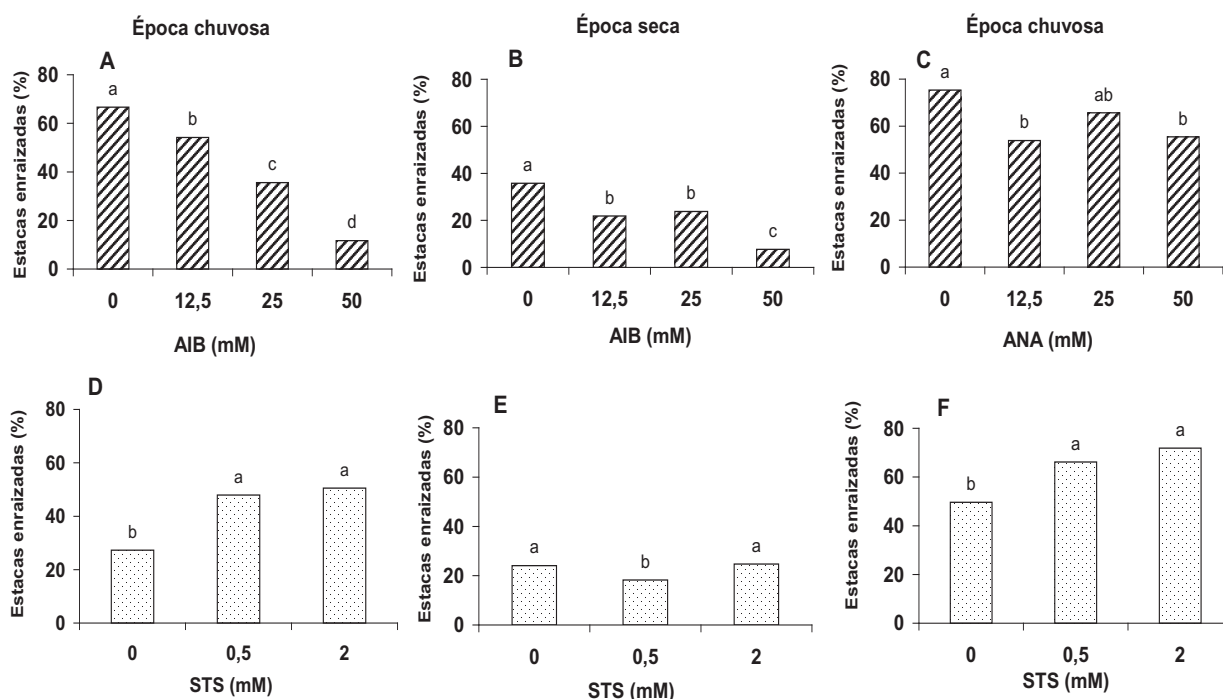 Época chuvosa
A
Estacas enraizadas (%)
80
60
40
20
0
a
b
c
d
0 12,5 25 50
AIB (mM)
Época seca
B
Estacas enraizadas (%)
80
60
40
20
0
a
b
b
c
0 12,5 25 50
AIB (mM)
Época chuvosa
C
Estacas enraizadas (%)
80
60
40
20
0
a
b
ab
b
0 12,5 25 50
ANA (mM)
D
Estacas enraizadas (%)
80
60
40
20
0
b
a
a
0 0,5 2
STS (mM)
E
Estacas enraizadas (%)
80
60
40
20
0
a
b
a
0 0,5 2
STS (mM)
F
Estacas enraizadas (%)
80
60
40
20
0
b
a
a
0 0,5 2
STS (mM)